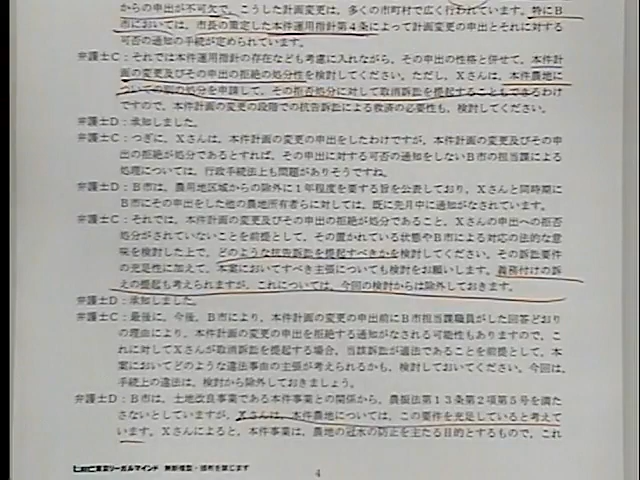 からの申出が不可欠で、こうした計画変更は、多くの市町村で広く行われています。特にB
市においては、市長の策定した本件運用指針第4条によって計画変更の申出とそれに対する
可否の通知の手続が定められています。
弁護士C：それでは本件運用指針の存在なども考慮に入れながら、その申出の性格と併せて、本件計
画の変更及びその申出の拒絶の処分性を検討してください。ただし、Xさんは、本件農地に
ついての の処分を申請して、その拒否処分に対して取消訴訟を提起することもできるわけ
ですので、本件計画の変更の段階での抗告訴訟による救済の必要性も、検討してください。
弁護士D：承知しました。
弁護士C：つぎに、Xさんは、本件計画の変更の申出をしたわけですが、本件計画の変更及びその申
出の拒絶が処分であるとすれば、その申出に対する可否の通知をしないB市の担当課による
処理については、行政手続法上も問題がありそうですね。
弁護士D：B市は、農用地区域からの除外に1年程度を要する旨を公表しており、Xさんと同時期に
B市にその申出をした他の農地所有者らに対しては、既に先月中に通知がなされています。
弁護士C：それでは、本件計画の変更及びその申出の拒絶が処分であること、Xさんの申出への拒否
処分がされていないことを前提として、その置かれている状態やB市による対応の法的な意
味を検討した上で、どのような抗告訴訟を提起すべきかを検討してください。その訴訟要件
の充足性に加えて、本案においてすべき主張についても検討をお願いします。義務付けの訴
えの提起も考えられますが、これについては、今回の検討からは除外しておきます。
弁護士D：承知しました。
弁護士C：最後に、今後、B市により、本件計画の変更の申出前にB市担当課職員がした回答どおり
の理由により、本件計画の変更の申出を拒絶する通知がなされる可能性もありますので、こ
れに対してXさんが取消訴訟を提起する場合、当該訴訟が適法であることを前提として、本
案においてどのような違法事由の主張が考えられるかも、検討しておいてください。今回は、
手続上の違法は、検討から除外しておきましょう。
弁護士D：B市は、土地改良事業である本件事業との関係から、農振法第13条第2項第5号を満た
さないとしていますが、Xさんは、本件農地については、この要件を充足していると考えて
います。Xさんによると、本件事業は、農地の冠水の防止を主たる目的とするもので、これ
LEC東京リーガルマインド 無断複製・頒布を禁じます
4